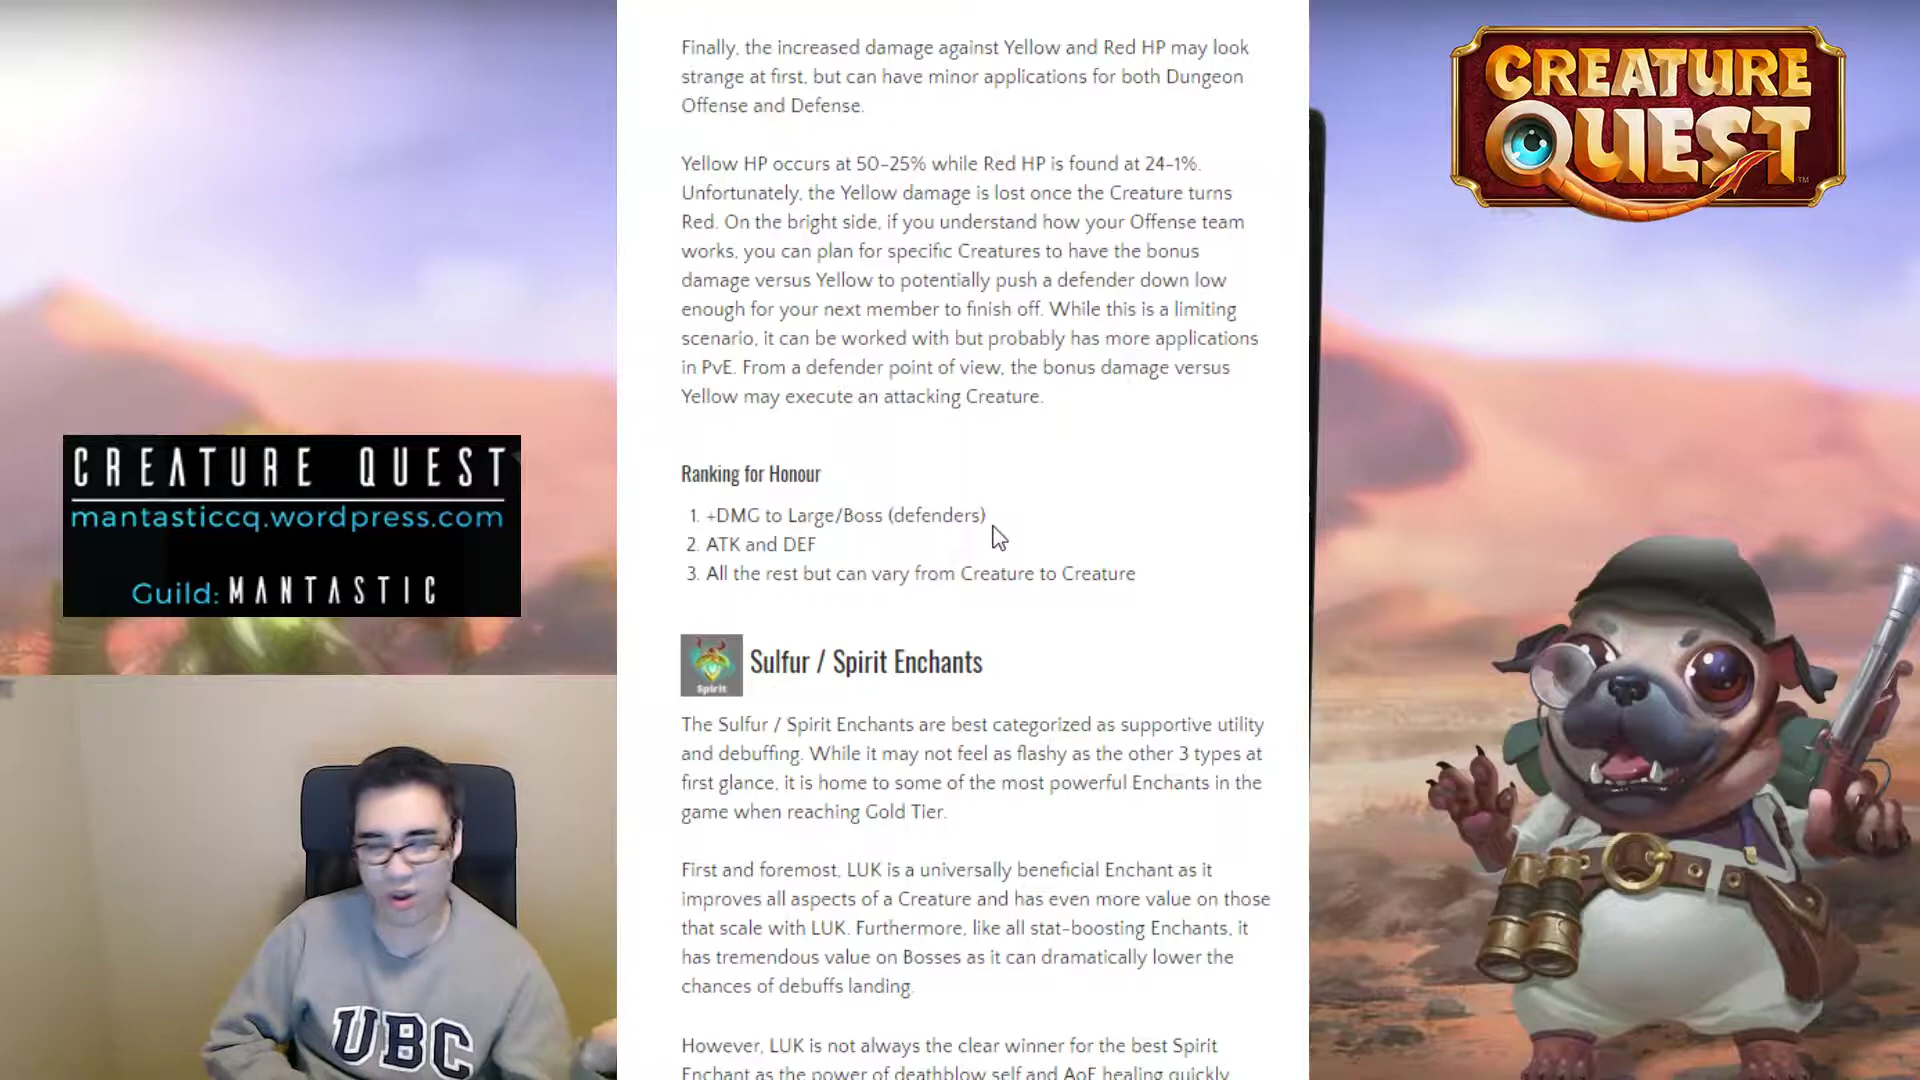 Finally, the increased damage against Yellow and Red HP may look
strange at first, but can have minor applications for both Dungeon
Offense and Defense.
Yellow HP occurs at 50-25% while Red HP is found at 24-1%.
Unfortunately, the Yellow damage is lost once the Creature turns
Red. On the bright side, if you understand how your Offense team
works, you can plan for specific Creatures to have the bonus
damage versus Yellow to potentially push a defender down low
enough for your next member to finish off. While this is a limiting
scenario, it can be worked with but probably has more applications
in PvE. From a defender point of view, the bonus damage versus
Yellow may execute an attacking Creature.
Ranking for Honour
1. +DMG to Large/Boss (defenders)
2. ATK and DEF
3. All the rest but can vary from Creature to Creature
Spirit
Sulfur / Spirit Enchants
The Sulfur / Spirit Enchants are best categorized as supportive utility
and debuffing. While it may not feel as flashy as the other 3 types at
first glance, it is home to some of the most powerful Enchants in the
game when reaching Gold Tier.
First and foremost, LUK is a universally beneficial Enchant as it
improves all aspects of a Creature and has even more value on those
that scale with LUK. Furthermore, like all stat-boosting Enchants, it
has tremendous value on Bosses as it can dramatically lower the
chances of debuffs landing.
However, LUK is not always the clear winner for the best Spirit
Enchant as the power of deathblow self and AoE healing quickly
CREATURE QUEST
mantasticcq.wordpress.com
Guild: MANTASTIC
UBC
CREATURE
QUEST
TM